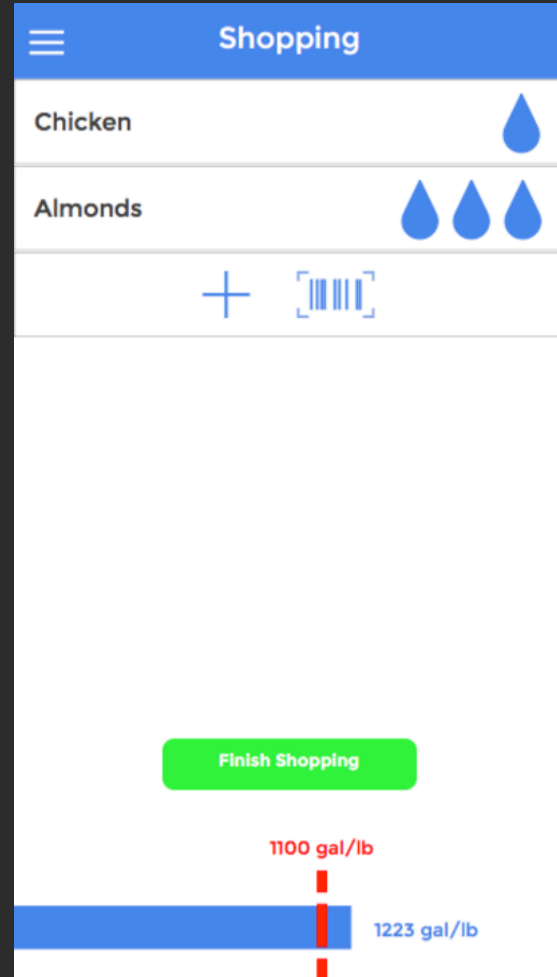 Shopping
Chicken
Almonds
Finish Shopping
1100 gal/lb
1223 gal/lb